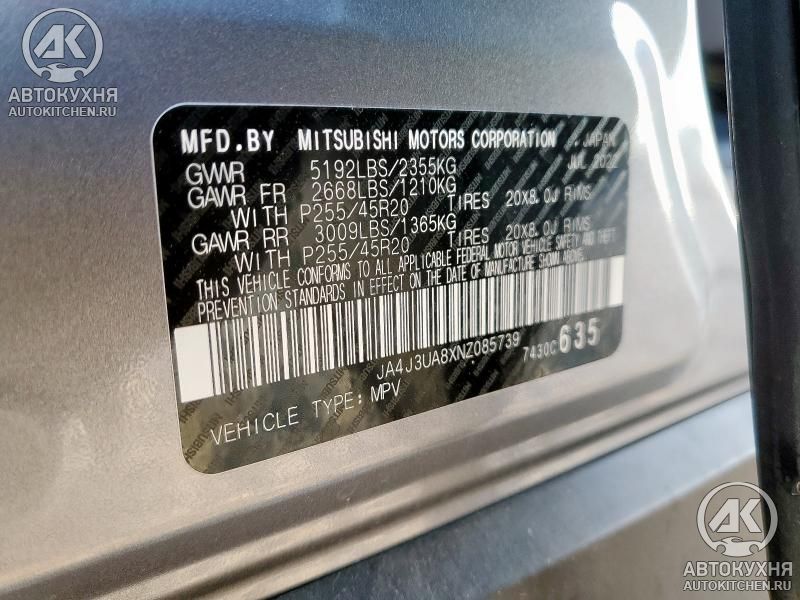 АК
АВТОКУХНЯ
AUTOKITCHEN.RU
MFD.BY MITSUBISHI MOTORS CORPORATION JAPAN
GVWR 5192LBS/2355KG JUL 2022
GAWR FR 2668LBS/1210KG
WITH P255/45R20 TIRES 20X8.0J RIMS
GAWR RR 3009LBS/1365KG
WITH P255/45R20 TIRES 20X8.0J RIMS
THIS VEHICLE CONFORMS TO ALL APPLICABLE FEDERAL MOTOR VEHICLE SAFETY AND THEFT
PREVENTION STANDARDS IN EFFECT ON THE DATE OF MANUFACTURE SHOWN ABOVE.
JA4J3UA8XNZ085739 7430C 635
VEHICLE TYPE: MPV
АК
АВТОКУХНЯ
AUTOKITCHEN.RU